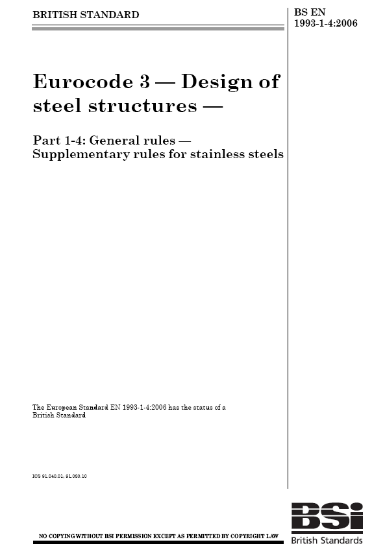 BRITISH STANDARD
BS EN
1993-1-4:2006
Eurocode 3 — Design of
steel structures —
Part 1-4: General rules —
Supplementary rules for stainless steels
The European Standard EN 1993-1-4:2006 has the status of a
British Standard
ICS 91.010.30; 91.080.10
NO COPYING WITHOUT BSI PERMISSION EXCEPT AS PERMITTED BY COPYRIGHT LAW
BSi
British Standards